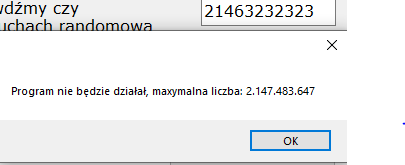 wdźmy czy
uchach randomowa
21463232323
Program nie będzie działał, maxymalna liczba: 2.147.483.647
OK